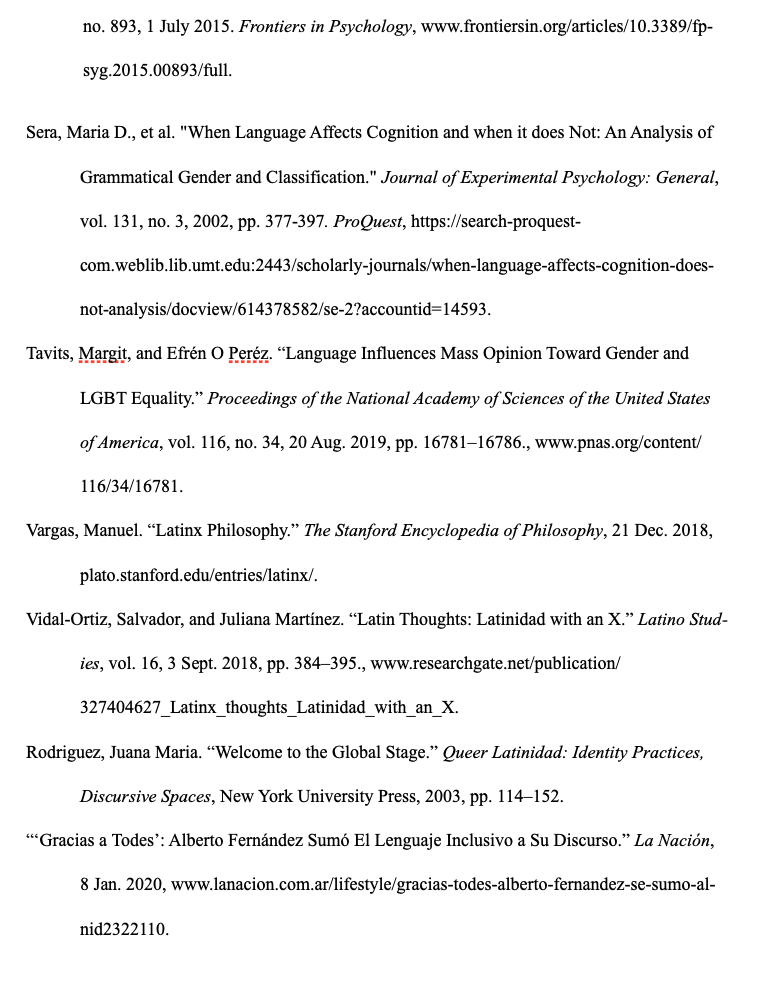 no. 893, 1 July 2015. Frontiers in Psychology, www.frontiersin.org/articles/10.3389/fp-
syg.2015.00893/full.
Sera, Maria D., et al. "When Language Affects Cognition and when it does Not: An Analysis of
Grammatical Gender and Classification." Journal of Experimental Psychology: General,
vol. 131, no. 3, 2002, pp. 377-397. ProQuest, https://search-proquest-
com.weblib.lib.umt.edu:2443/scholarly-journals/when-language-affects-cognition-does-
not-analysis/docview/614378582/se-2?accountid=14593.
Tavits, Margit, and Efrén O Peréz. “Language Influences Mass Opinion Toward Gender and
LGBT Equality.” Proceedings of the National Academy of Sciences of the United States
of America, vol. 116, no. 34, 20 Aug. 2019, pp. 16781–16786., www.pnas.org/content/
116/34/16781.
Vargas, Manuel. “Latinx Philosophy.” The Stanford Encyclopedia of Philosophy, 21 Dec. 2018,
plato.stanford.edu/entries/latinx/.
Vidal-Ortiz, Salvador, and Juliana Martínez. “Latin Thoughts: Latinidad with an X.” Latino Stud-
ies, vol. 16, 3 Sept. 2018, pp. 384–395., www.researchgate.net/publication/
327404627_Latinx_thoughts_Latinidad_with_an_X.
Rodriguez, Juana Maria. “Welcome to the Global Stage.” Queer Latinidad: Identity Practices,
Discursive Spaces, New York University Press, 2003, pp. 114–152.
“‘Gracias a Todes’: Alberto Fernández Sumó El Lenguaje Inclusivo a Su Discurso.” La Nación,
8 Jan. 2020, www.lanacion.com.ar/lifestyle/gracias-todes-alberto-fernandez-se-sumo-al-
nid2322110.